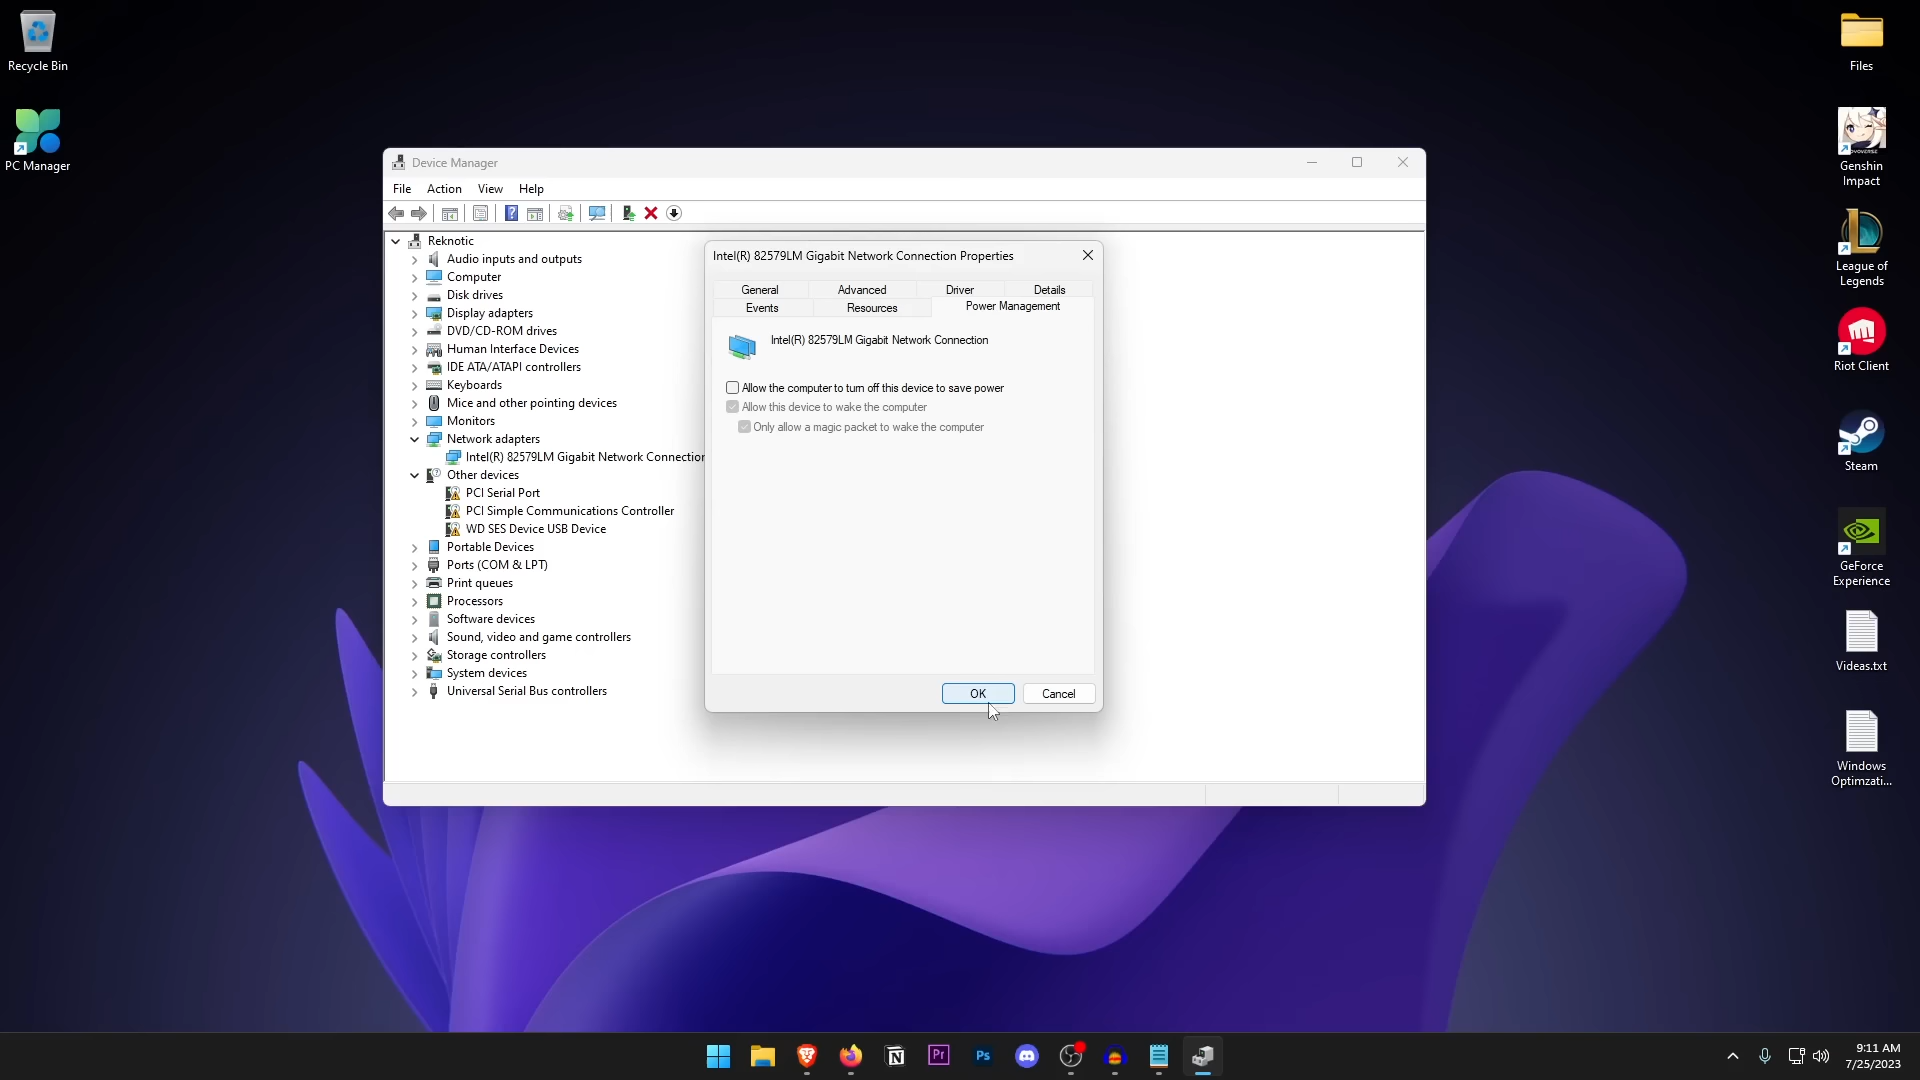 Recycle Bin
PC Manager
Files
Genshin
Impact
League of
Legends
Riot Client
Steam
GeForce
Experience
Videas.txt
Windows
Optimzati...
Device Manager
File Action View Help
Reknotic
Audio inputs and outputs
Computer
Disk drives
Display adapters
DVD/CD-ROM drives
Human Interface Devices
IDE ATA/ATAPI controllers
Keyboards
Mice and other pointing devices
Monitors
Network adapters
Intel(R) 82579LM Gigabit Network Connection
Other devices
PCI Serial Port
PCI Simple Communications Controller
WD SES Device USB Device
Portable Devices
Ports (COM & LPT)
Print queues
Processors
Software devices
Sound, video and game controllers
Storage controllers
System devices
Universal Serial Bus controllers
Intel(R) 82579LM Gigabit Network Connection Properties
General Advanced Driver Details
Events Resources Power Management
Intel(R) 82579LM Gigabit Network Connection
Allow the computer to turn off this device to save power
Allow this device to wake the computer
Only allow a magic packet to wake the computer
OK Cancel
Pr
Ps
9:11 AM
7/25/2023